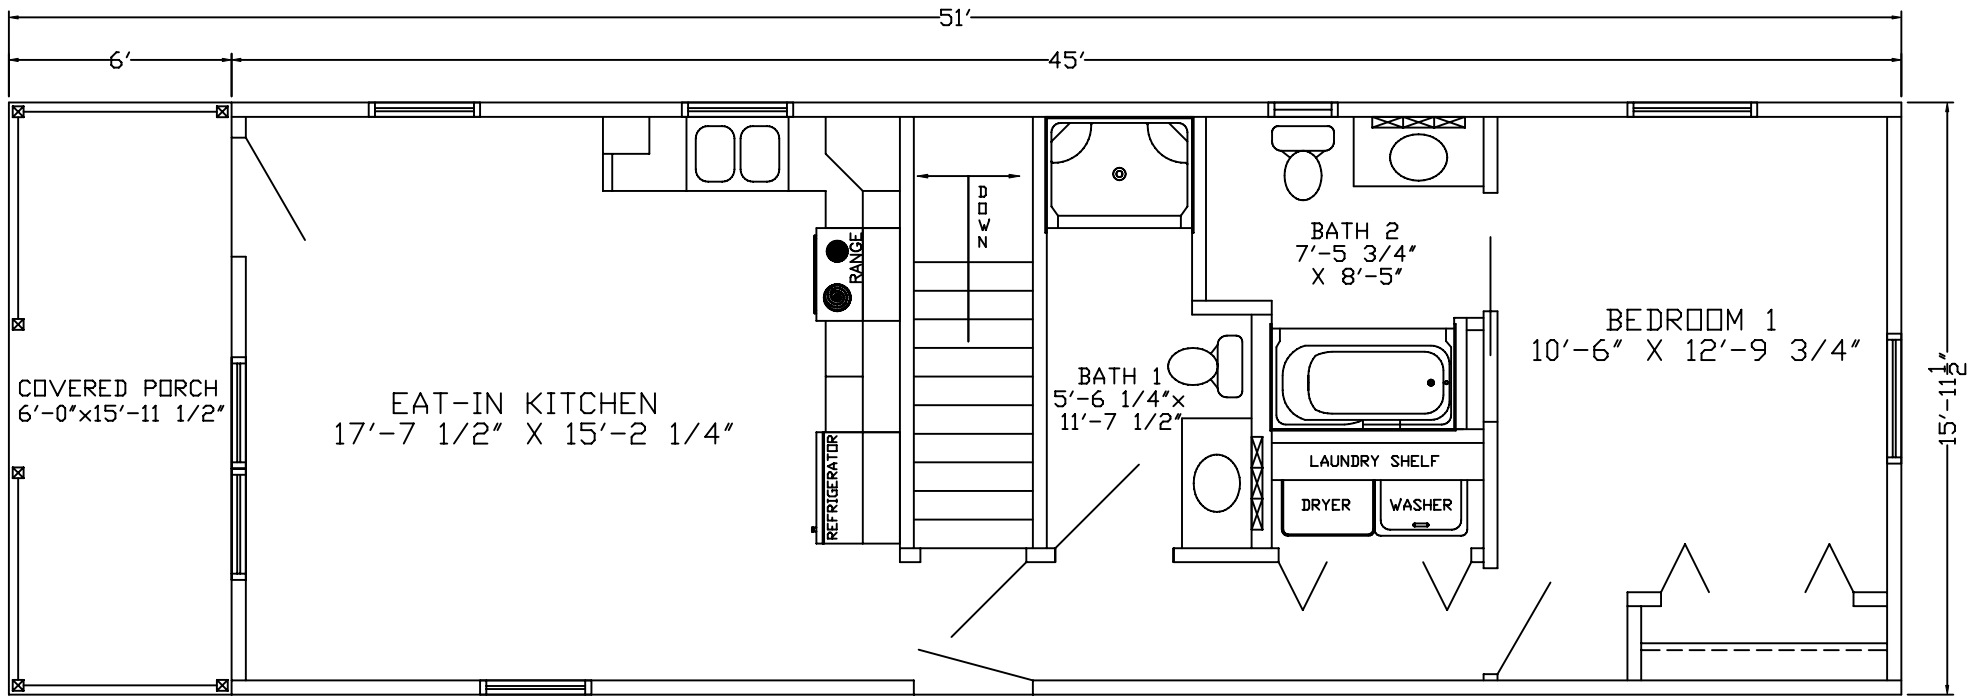 51'
6'
45'
DOWN
RANGE
BATH 2
7'-5 3/4"
X 8'-5"
BEDROOM 1
10'-6" X 12'-9 3/4"
15'-11 1/2"
COVERED PORCH
6'-0"x15'-11 1/2"
EAT-IN KITCHEN
17'-7 1/2" X 15'-2 1/4"
BATH 1
5'-6 1/4"x
11'-7 1/2"
REFRIGERATOR
LAUNDRY SHELF
DRYER
WASHER